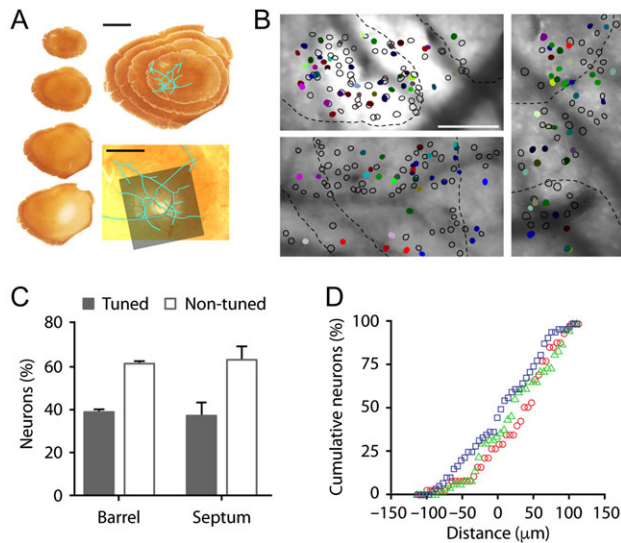 A
B
C
Tuned Non-tuned
80
60
40
20
0
Neurons (%)
Barrel Septum
D
100
75
50
25
0
Cumulative neurons (%)
−150 −100 −50 0 50 100 150
Distance (μm)